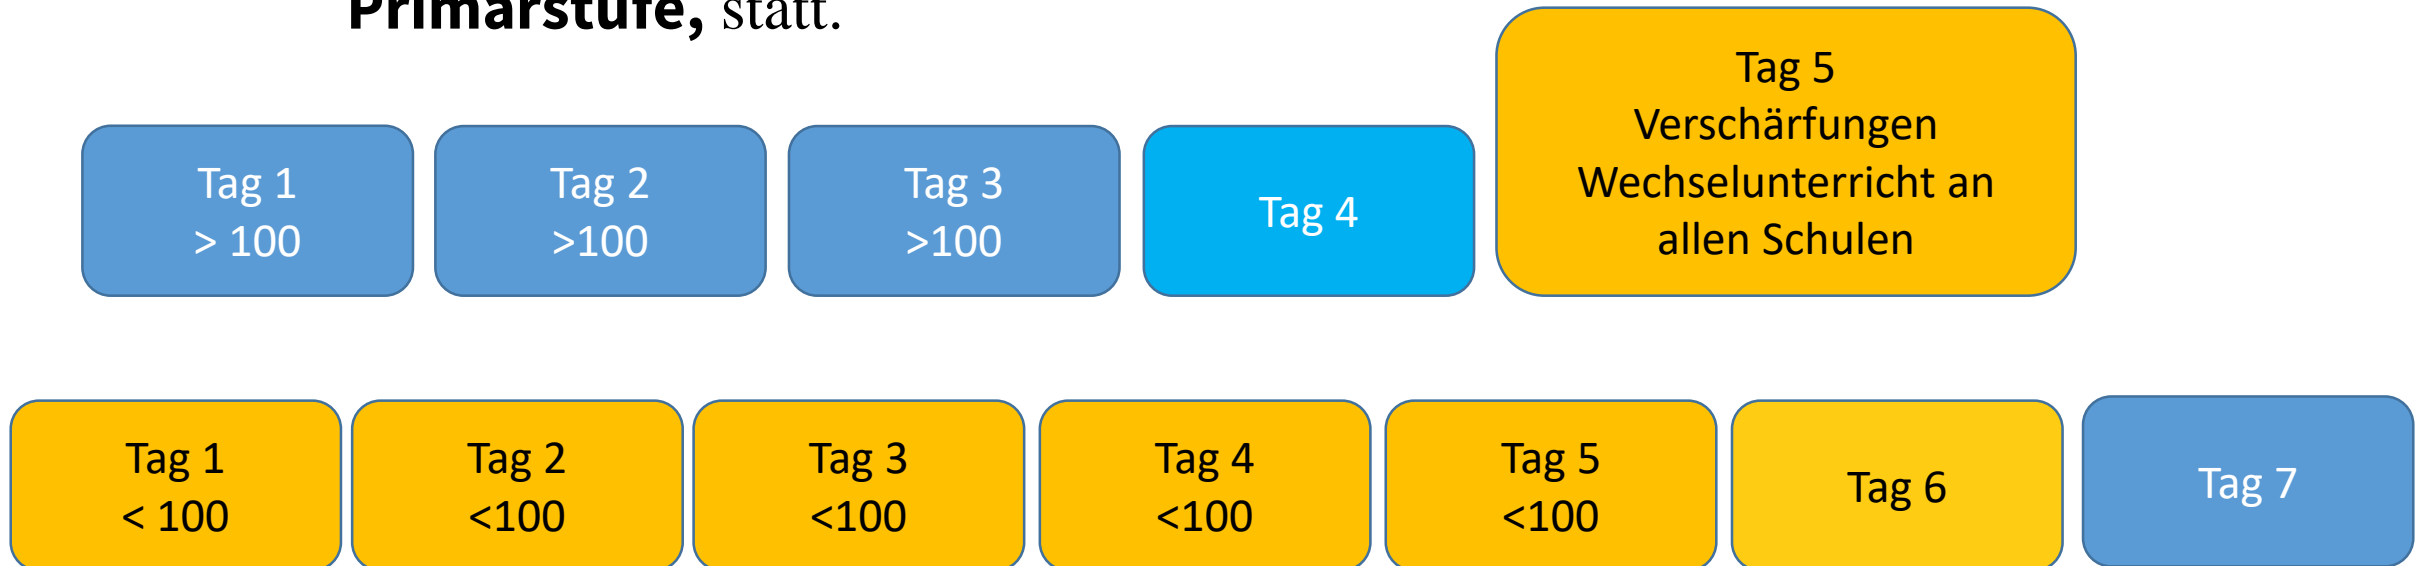 Primarstufe, statt.
Tag 1
> 100
Tag 2
>100
Tag 3
>100
Tag 4
Tag 5
Verschärfungen
Wechselunterricht an
allen Schulen
Tag 1
< 100
Tag 2
<100
Tag 3
<100
Tag 4
<100
Tag 5
<100
Tag 6
Tag 7